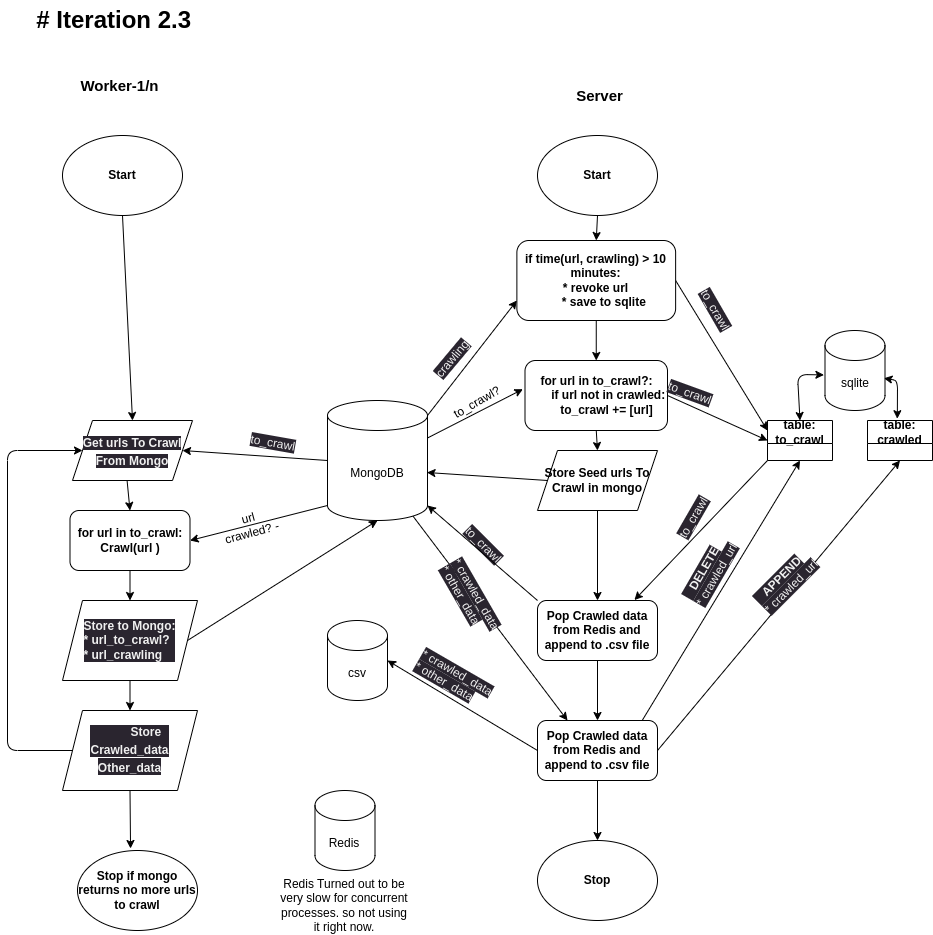 # Iteration 2.3
Worker-1/n
Server
Start
Start
if time(url, crawling) > 10
minutes:
* revoke url
* save to sqlite
to_crawl
crawling
for url in to_crawl?:
if url not in crawled:
to_crawl += [url]
to_crawl?
to_crawl
sqlite
table:
to_crawl
table:
crawled
Get urls To Crawl
From Mongo
to_crawl
MongoDB
Store Seed urls To
Crawl in mongo
for url in to_crawl:
Crawl(url )
url
crawled? -
to_crawl
to_crawl
* crawled_data
* other_data
DELETE
* crawled_url
APPEND
* crawled_url
Store to Mongo:
* url_to_crawl?
* url_crawling
Pop Crawled data
from Redis and
append to .csv file
csv
* crawled_data
* other_data
Store
Crawled_data
Other_data
Pop Crawled data
from Redis and
append to .csv file
Redis
Redis Turned out to be
very slow for concurrent
processes. so not using
it right now.
Stop if mongo
returns no more urls
to crawl
Stop